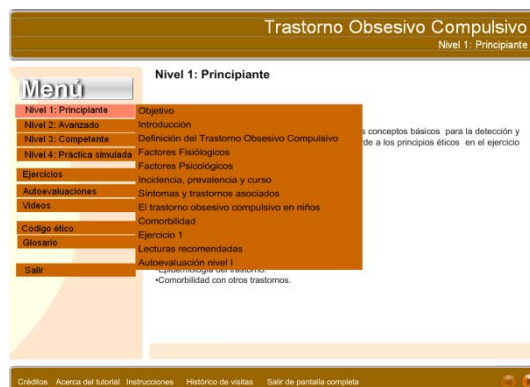 Trastorno Obsesivo Compulsivo
Nivel 1: Principiante
Menú
Nivel 1: Principiante
Nivel 2: Avanzado
Nivel 3: Competente
Nivel 4: Práctica simulada
Ejercicios
Autoevaluaciones
Videos
Código ético
Glosario
Salir
Nivel 1: Principiante
Objetivo
Introducción
Definición del Trastorno Obsesivo Compulsivo
Factores Fisiólogicos
Factores Psicológicos
Incidencia, prevalencia y curso
Síntomas y trastornos asociados
El trastorno obsesivo compulsivo en niños
Comorbilidad
Ejercicio 1
Lecturas recomendadas
Autoevaluación nivel I
conceptos básicos para la detección y
a los principios éticos en el ejercicio
•Epidemiología del trastorno.
•Comorbilidad con otros trastornos.
Créditos Acerca del tutorial Instrucciones Histórico de visitas Salir de pantalla completa